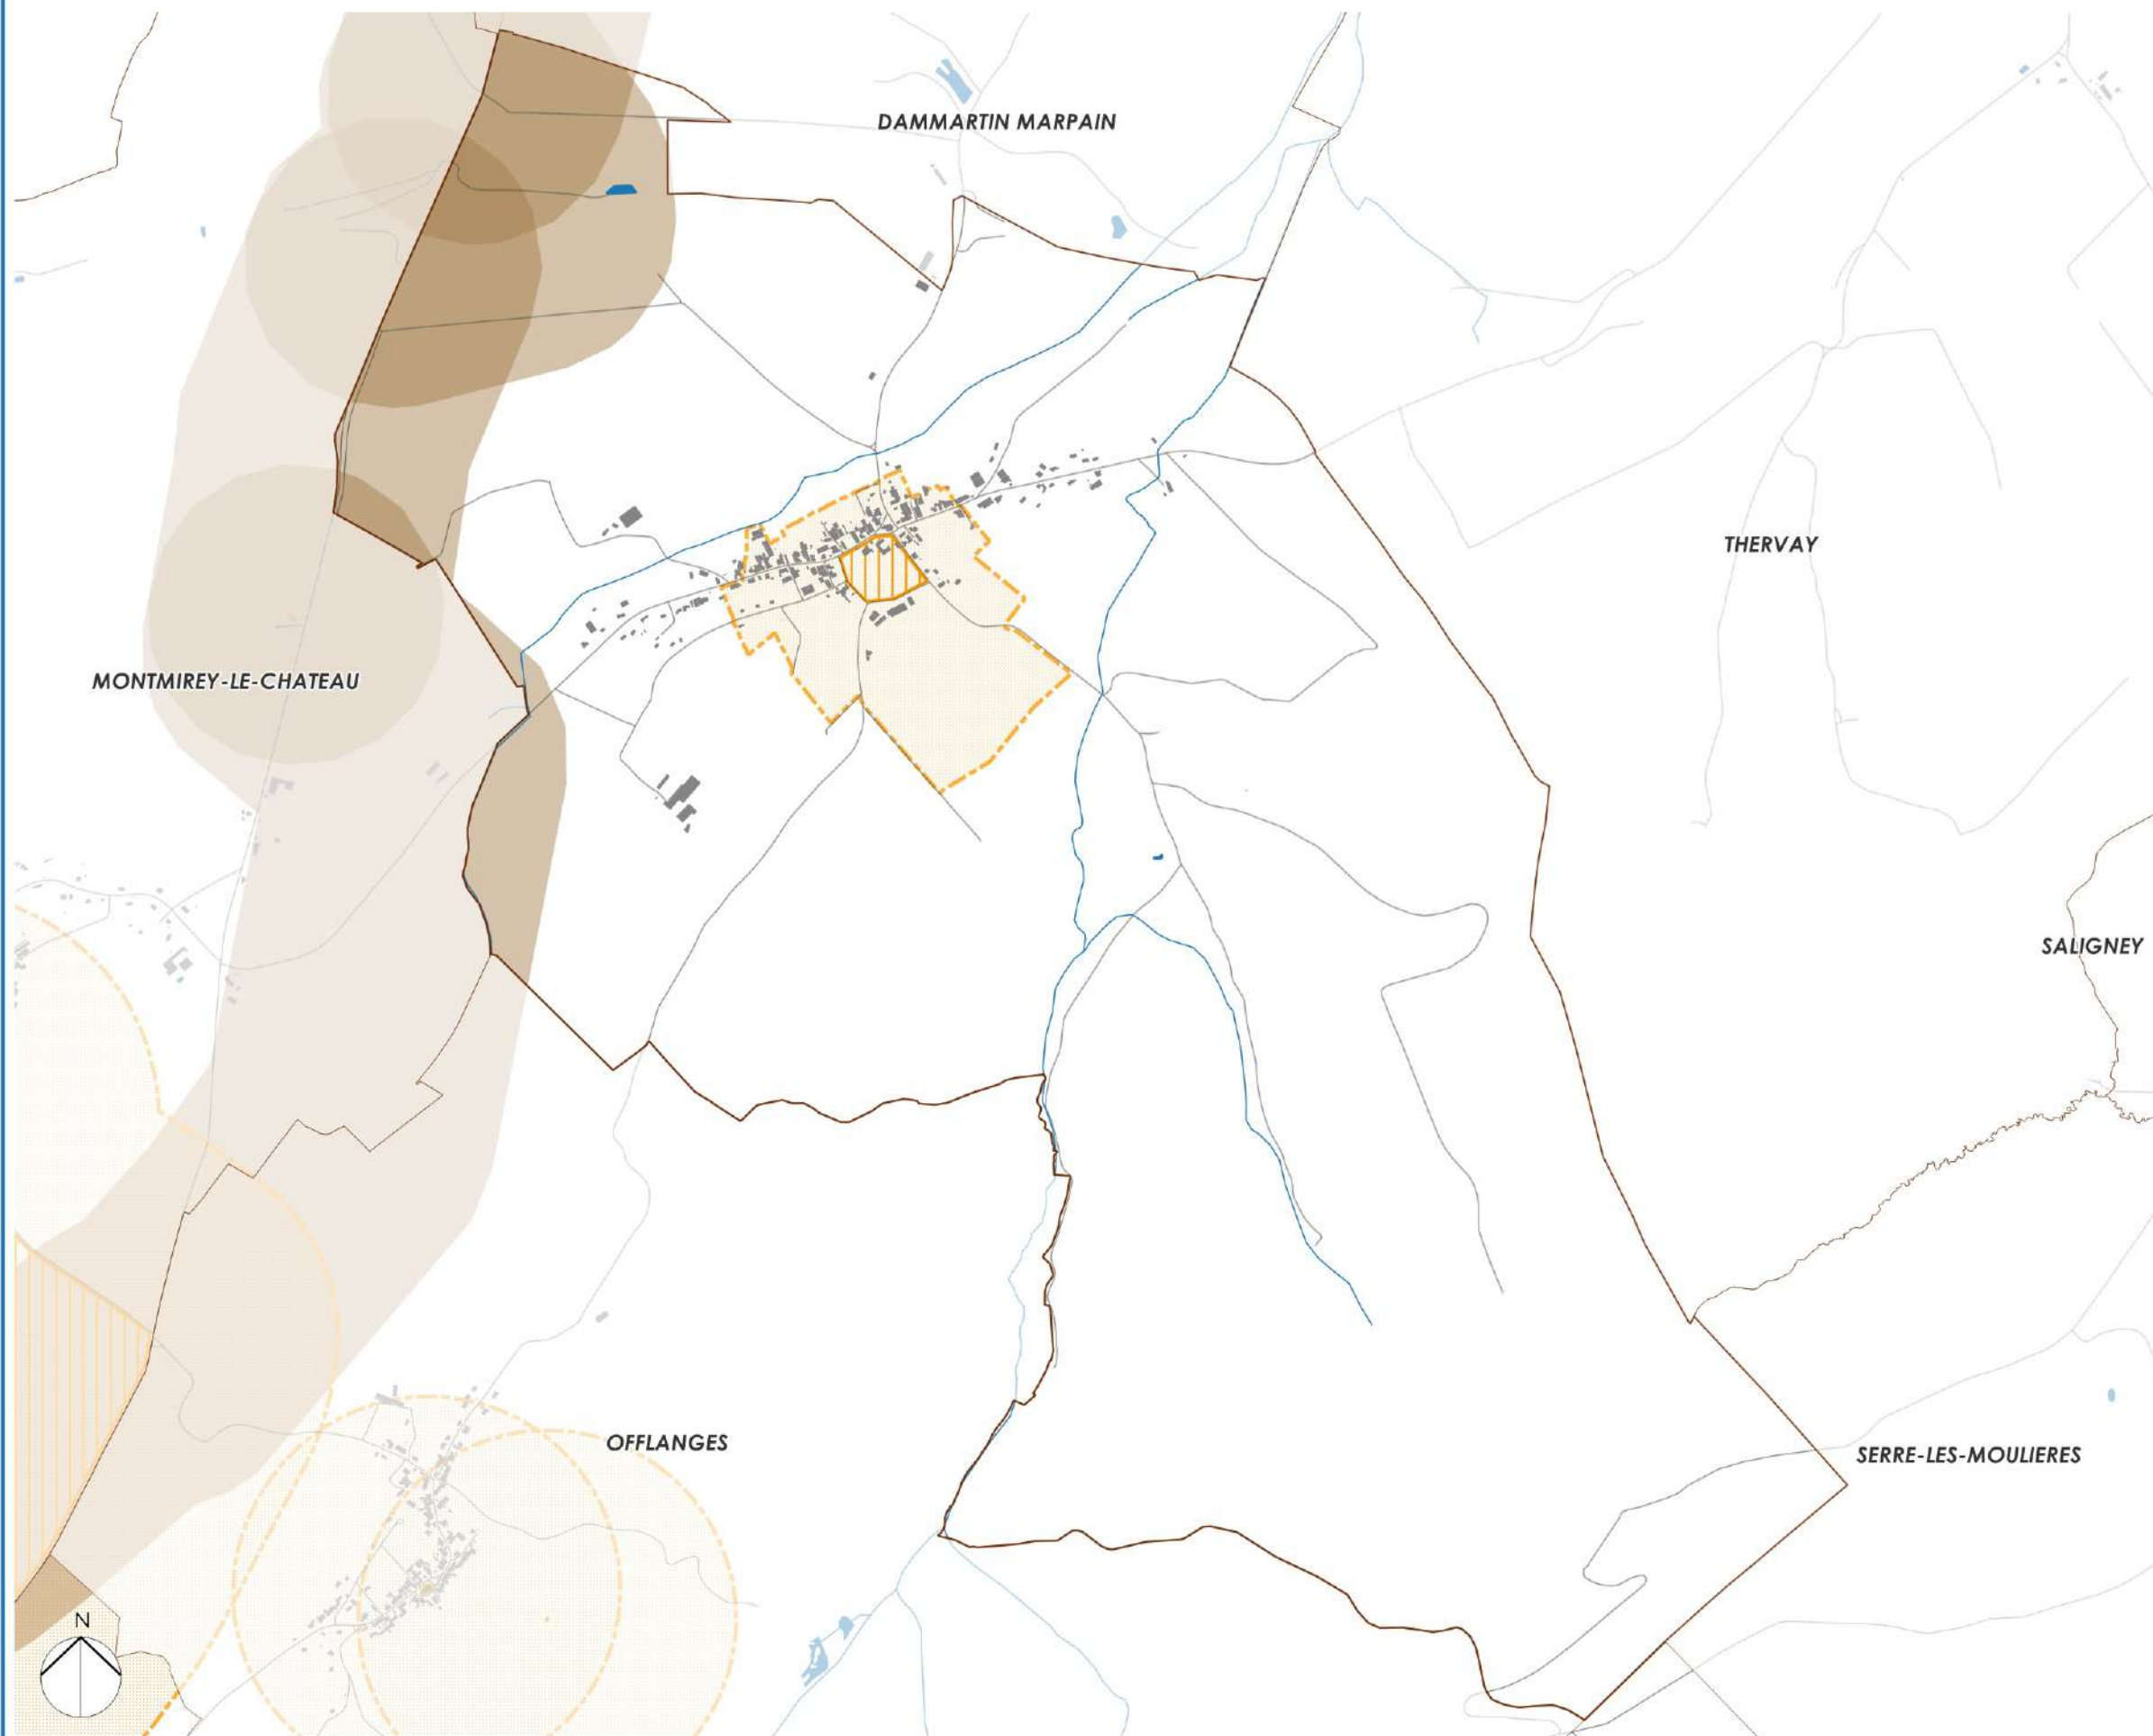 DAMMARTIN MARPAIN
THERVAY
MONTMIREY-LE-CHATEAU
SALIGNEY
OFFLANGES
SERRE-LES-MOULIERES
N